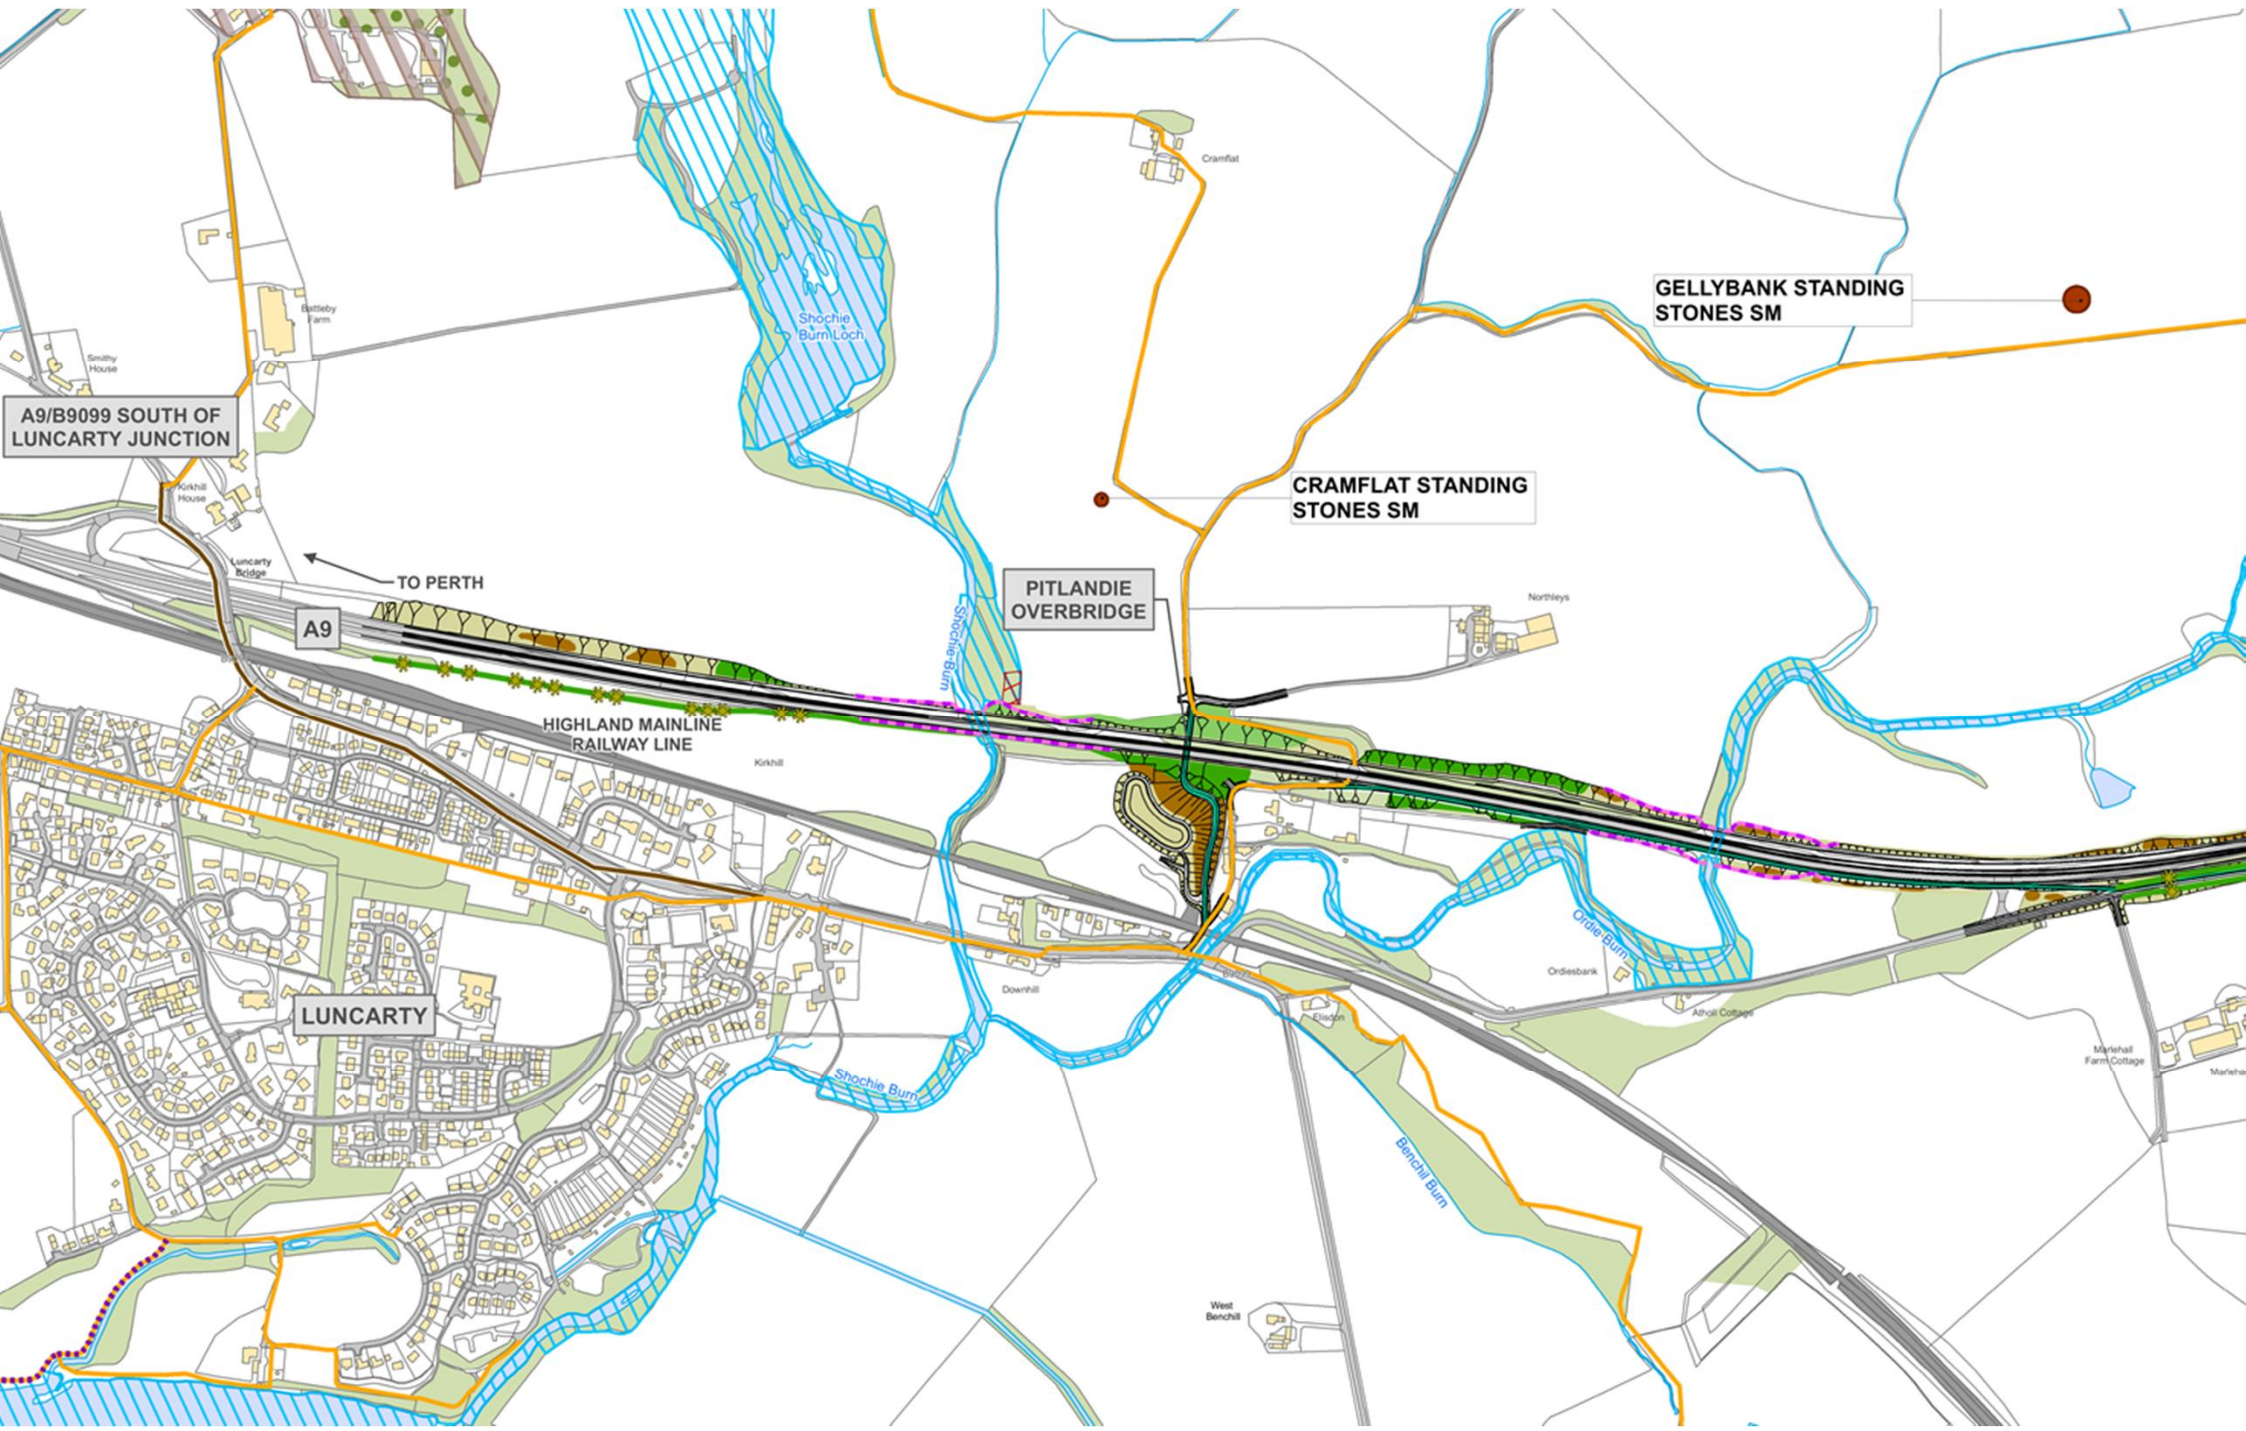 Cramflat
GELLYBANK STANDING
STONES SM
Battleby
Farm
Shochie
Burn Loch
Smithy
House
A9/B9099 SOUTH OF
LUNCARTY JUNCTION
Kirkhill
House
CRAMFLAT STANDING
STONES SM
Luncarty
Bridge
TO PERTH
PITLANDIE
OVERBRIDGE
Northleys
A9
Shochie Burn
HIGHLAND MAINLINE
RAILWAY LINE
Kirkhill
Ordie Burn
Ordiesbank
Downhill
LUNCARTY
Elisdon
Atholl Cottage
Marlehall
Farm Cottage
Shochie Burn
Benchil Burn
West
Benchill